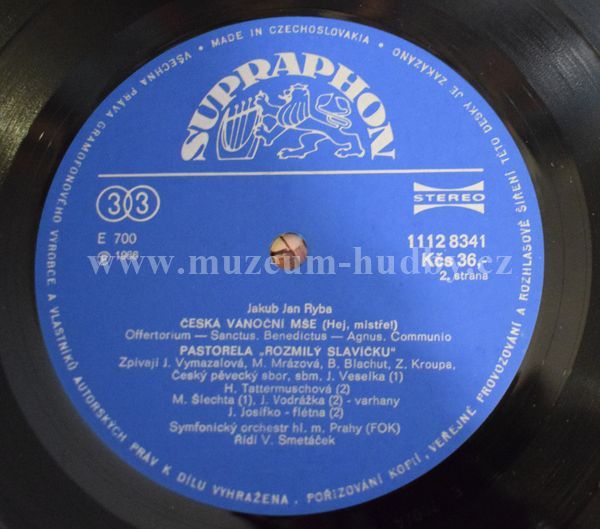 VŠECHNA PRÁVA GRAMOFONOVÉHO VÝROBCE A VLASTNÍKŮ AUTORSKÝCH PRÁV K DÍLU VYHRAŽENA. POŘIZOVÁNÍ KOPIÍ, VEŘEJNÉ PROVOZOVÁNÍ A ROZHLASOVÉ ŠÍŘENÍ TÉTO DESKY JE ZAKÁZÁNO
• MADE IN CZECHOSLOVAKIA •
SUPRAPHON
33
STEREO
E 700
1112 8341
Ⓟ
Kčs 36,-
2. strana
www.muzeum-hudby.cz
Jakub Jan Ryba
ČESKÁ VÁNOČNÍ MŠE (Hej, mistře!)
Offertorium — Sanctus. Benedictus — Agnus. Communio
PASTORELA „ROZMILÝ SLAVÍČKU“
Zpívají J. Vymazalová, M. Mrázová, B. Blachut, Z. Kroupa,
Český pěvecký sbor, sbm. J. Veselka (1)
H. Tattermuschová (2)
M. Šlechta (1), J. Vodrážka (2) - varhany
J. Josífko - flétna (2)
Symfonický orchestr hl. m. Prahy (FOK)
Řídí V. Smetáček